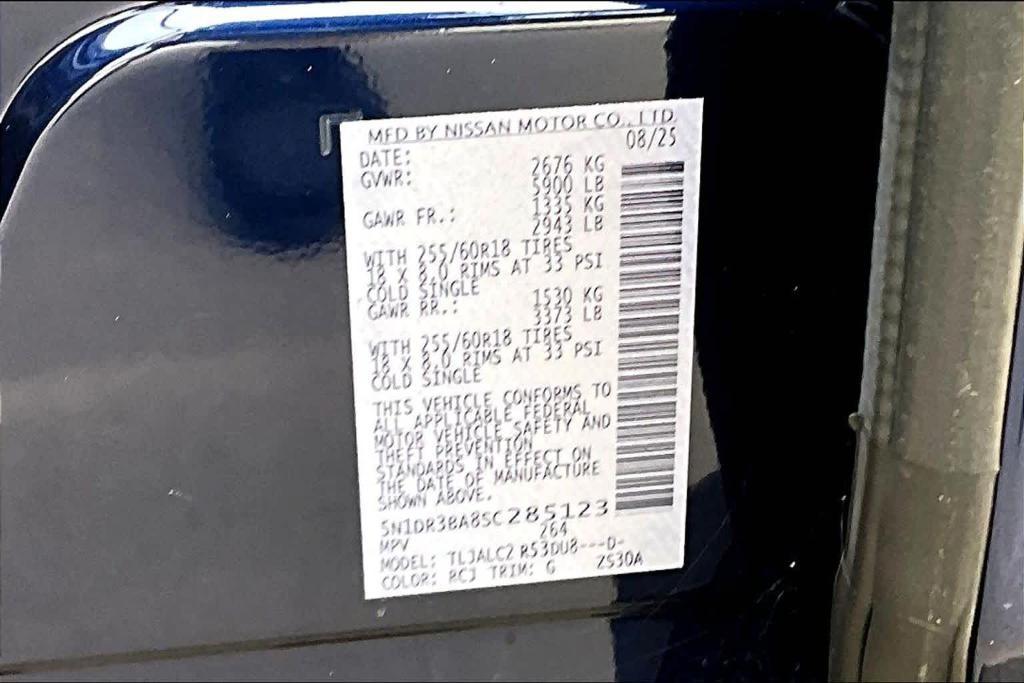 MFD BY NISSAN MOTOR CO., LTD.
DATE: 08/25
GVWR: 2676 KG
5900 LB
GAWR FR.: 1335 KG
2943 LB
WITH 255/60R18 TIRES
18 X 8.0 RIMS AT 33 PSI
COLD SINGLE
GAWR RR.: 1530 KG
3373 LB
WITH 255/60R18 TIRES
18 X 8.0 RIMS AT 33 PSI
COLD SINGLE
THIS VEHICLE CONFORMS TO
ALL APPLICABLE FEDERAL
MOTOR VEHICLE SAFETY AND
THEFT PREVENTION
STANDARDS IN EFFECT ON
THE DATE OF MANUFACTURE
SHOWN ABOVE.
5N1DR3BA8SC285123
MPV 264
MODEL: TLJALC2 R53DU8---D-
COLOR: RCJ TRIM: G ZS30A